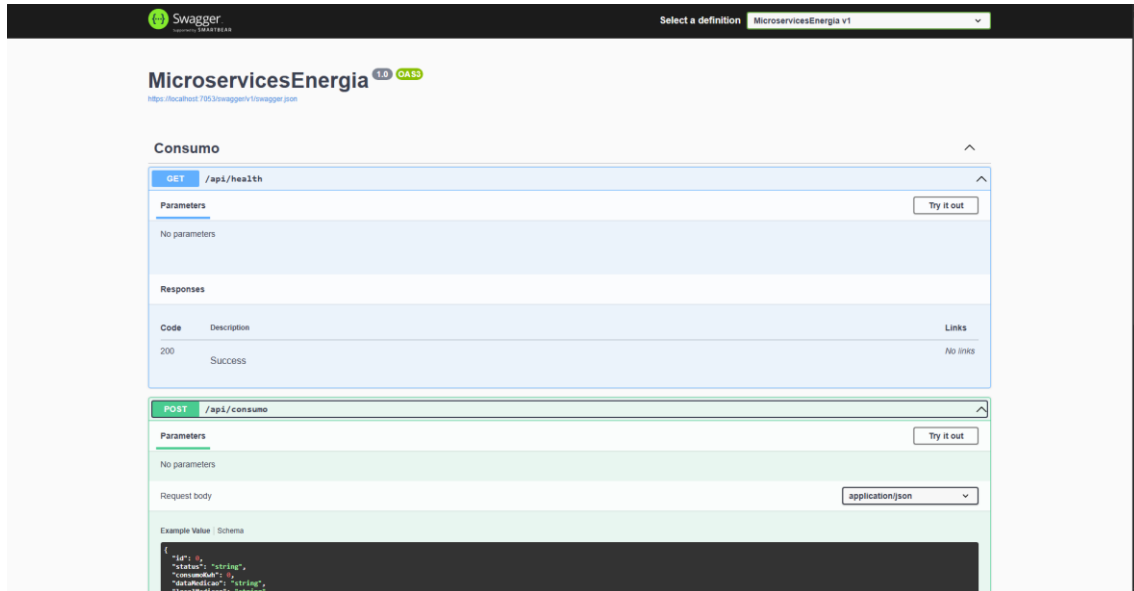 Swagger
Supported by SMARTBEAR
Select a definition
MicroservicesEnergia v1
MicroservicesEnergia 1.0 OAS3
https://localhost:7053/swagger/v1/swagger.json
Consumo
GET /api/health
Parameters
Try it out
No parameters
Responses
Code Description Links
200 Success No links
POST /api/consumo
Parameters
Try it out
No parameters
Request body
application/json
Example Value Schema
{
"id": 0,
"status": "string",
"consumoKwh": 0,
"dataMedicao": "string",